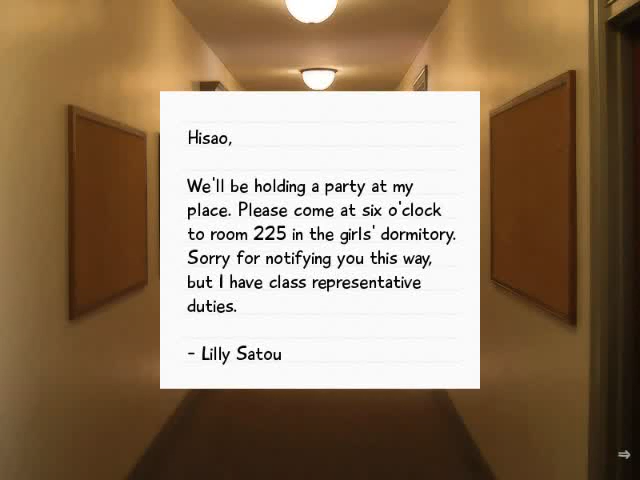 Hisao,
We'll be holding a party at my
place. Please come at six o'clock
to room 225 in the girls' dormitory.
Sorry for notifying you this way,
but I have class representative
duties.
- Lilly Satou
⇒